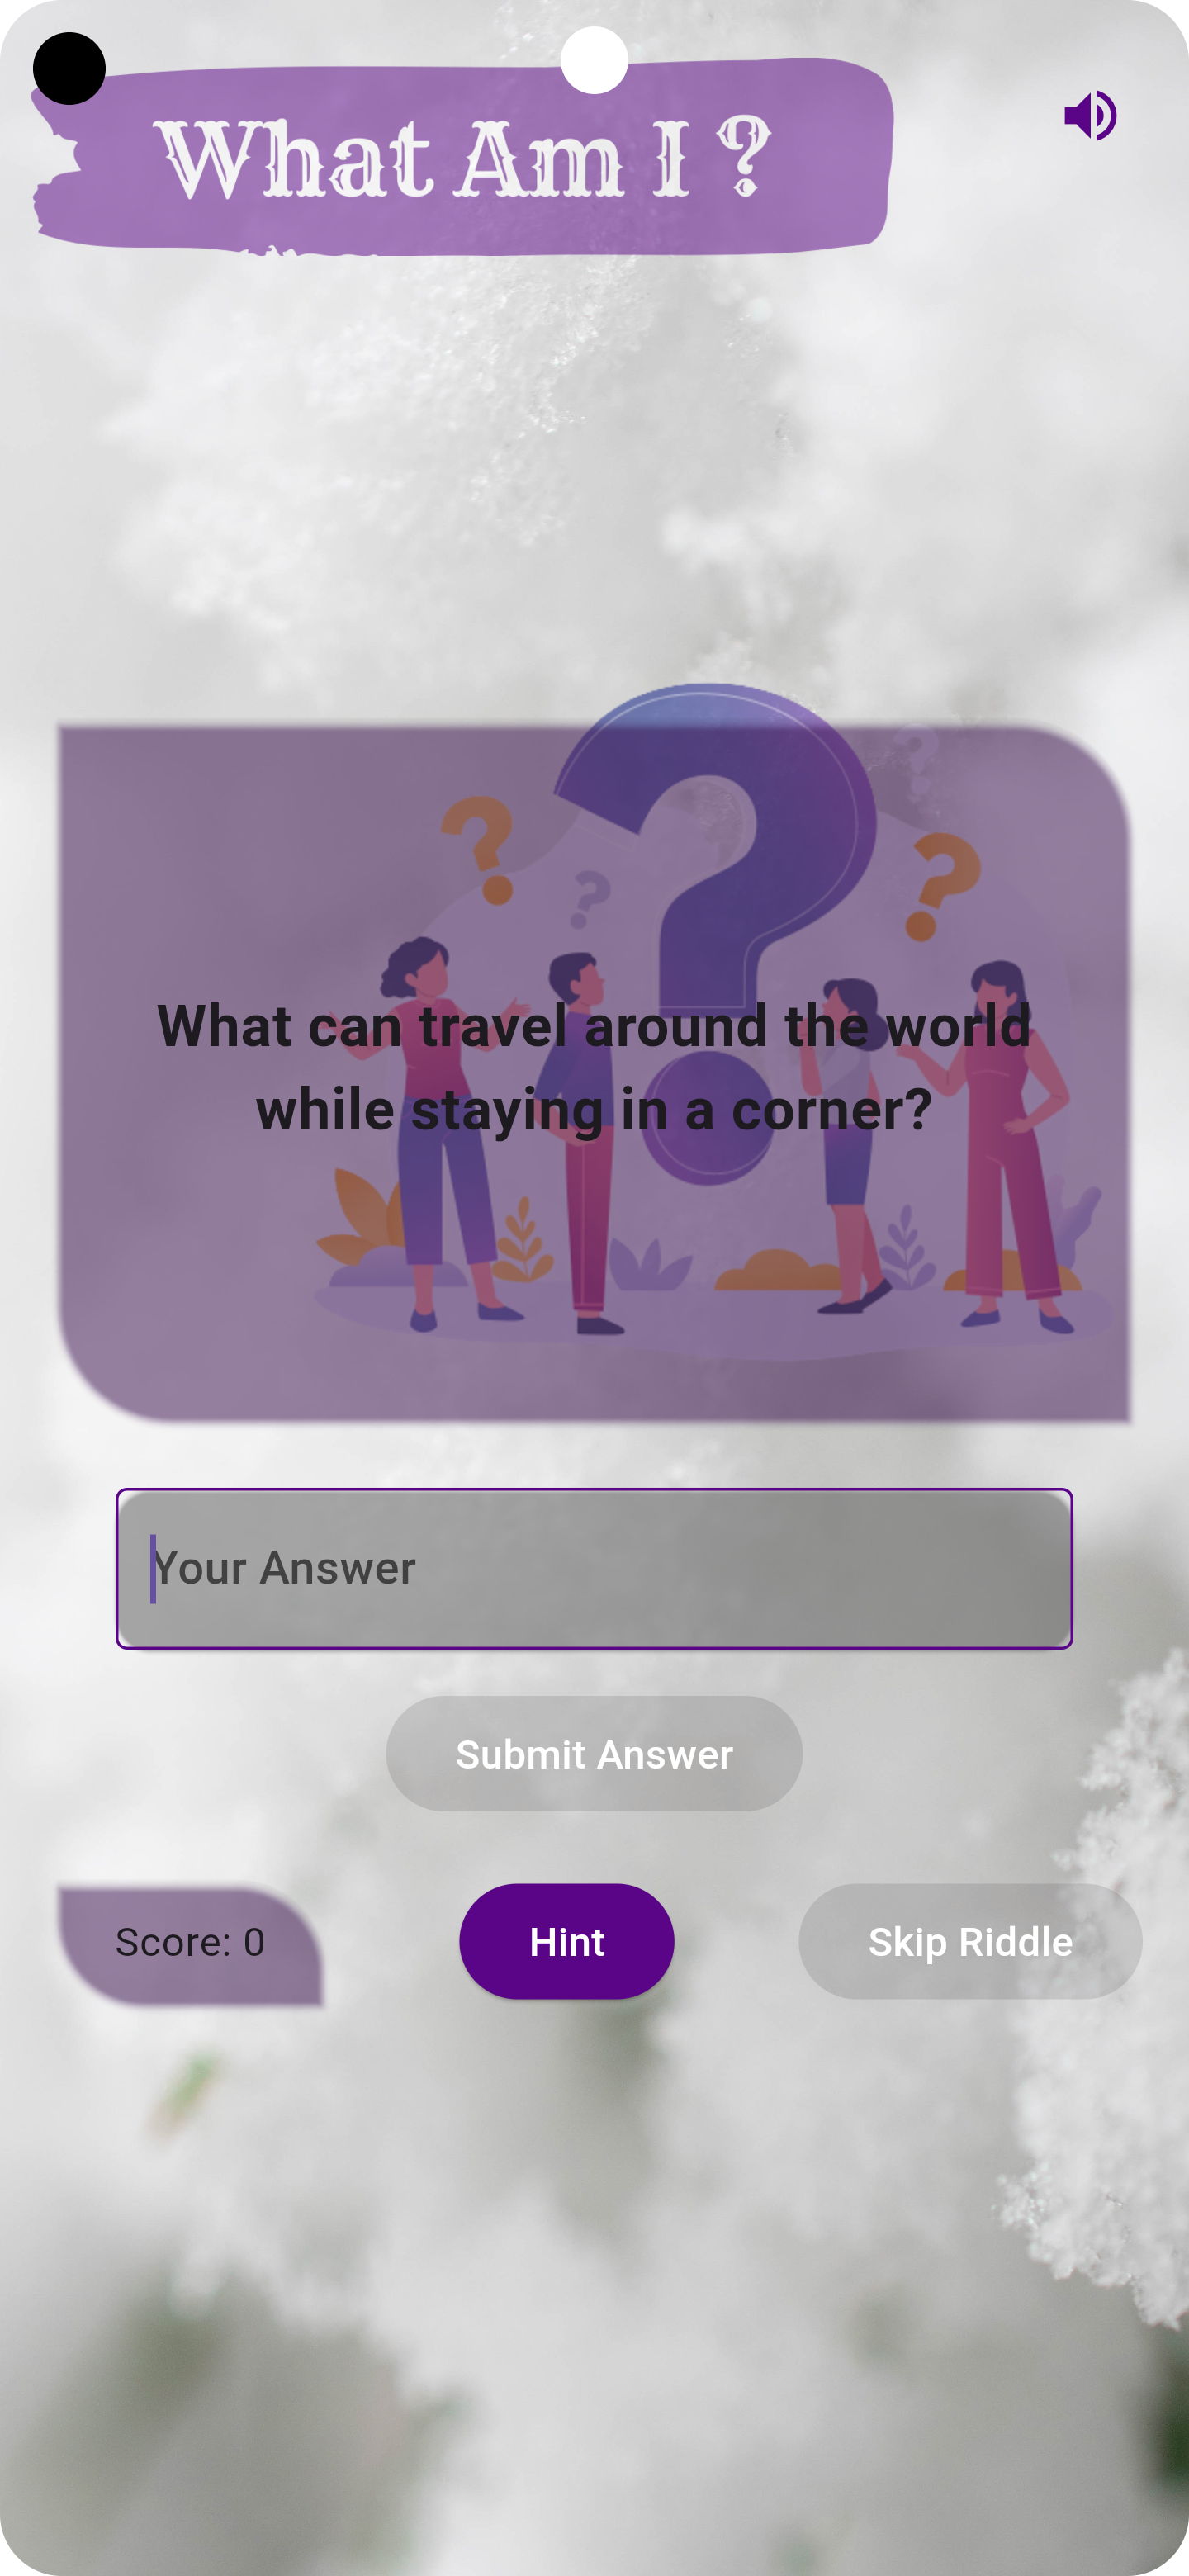 What Am I ?
What can travel around the world
while staying in a corner?
Your Answer
Submit Answer
Score: 0
Hint
Skip Riddle